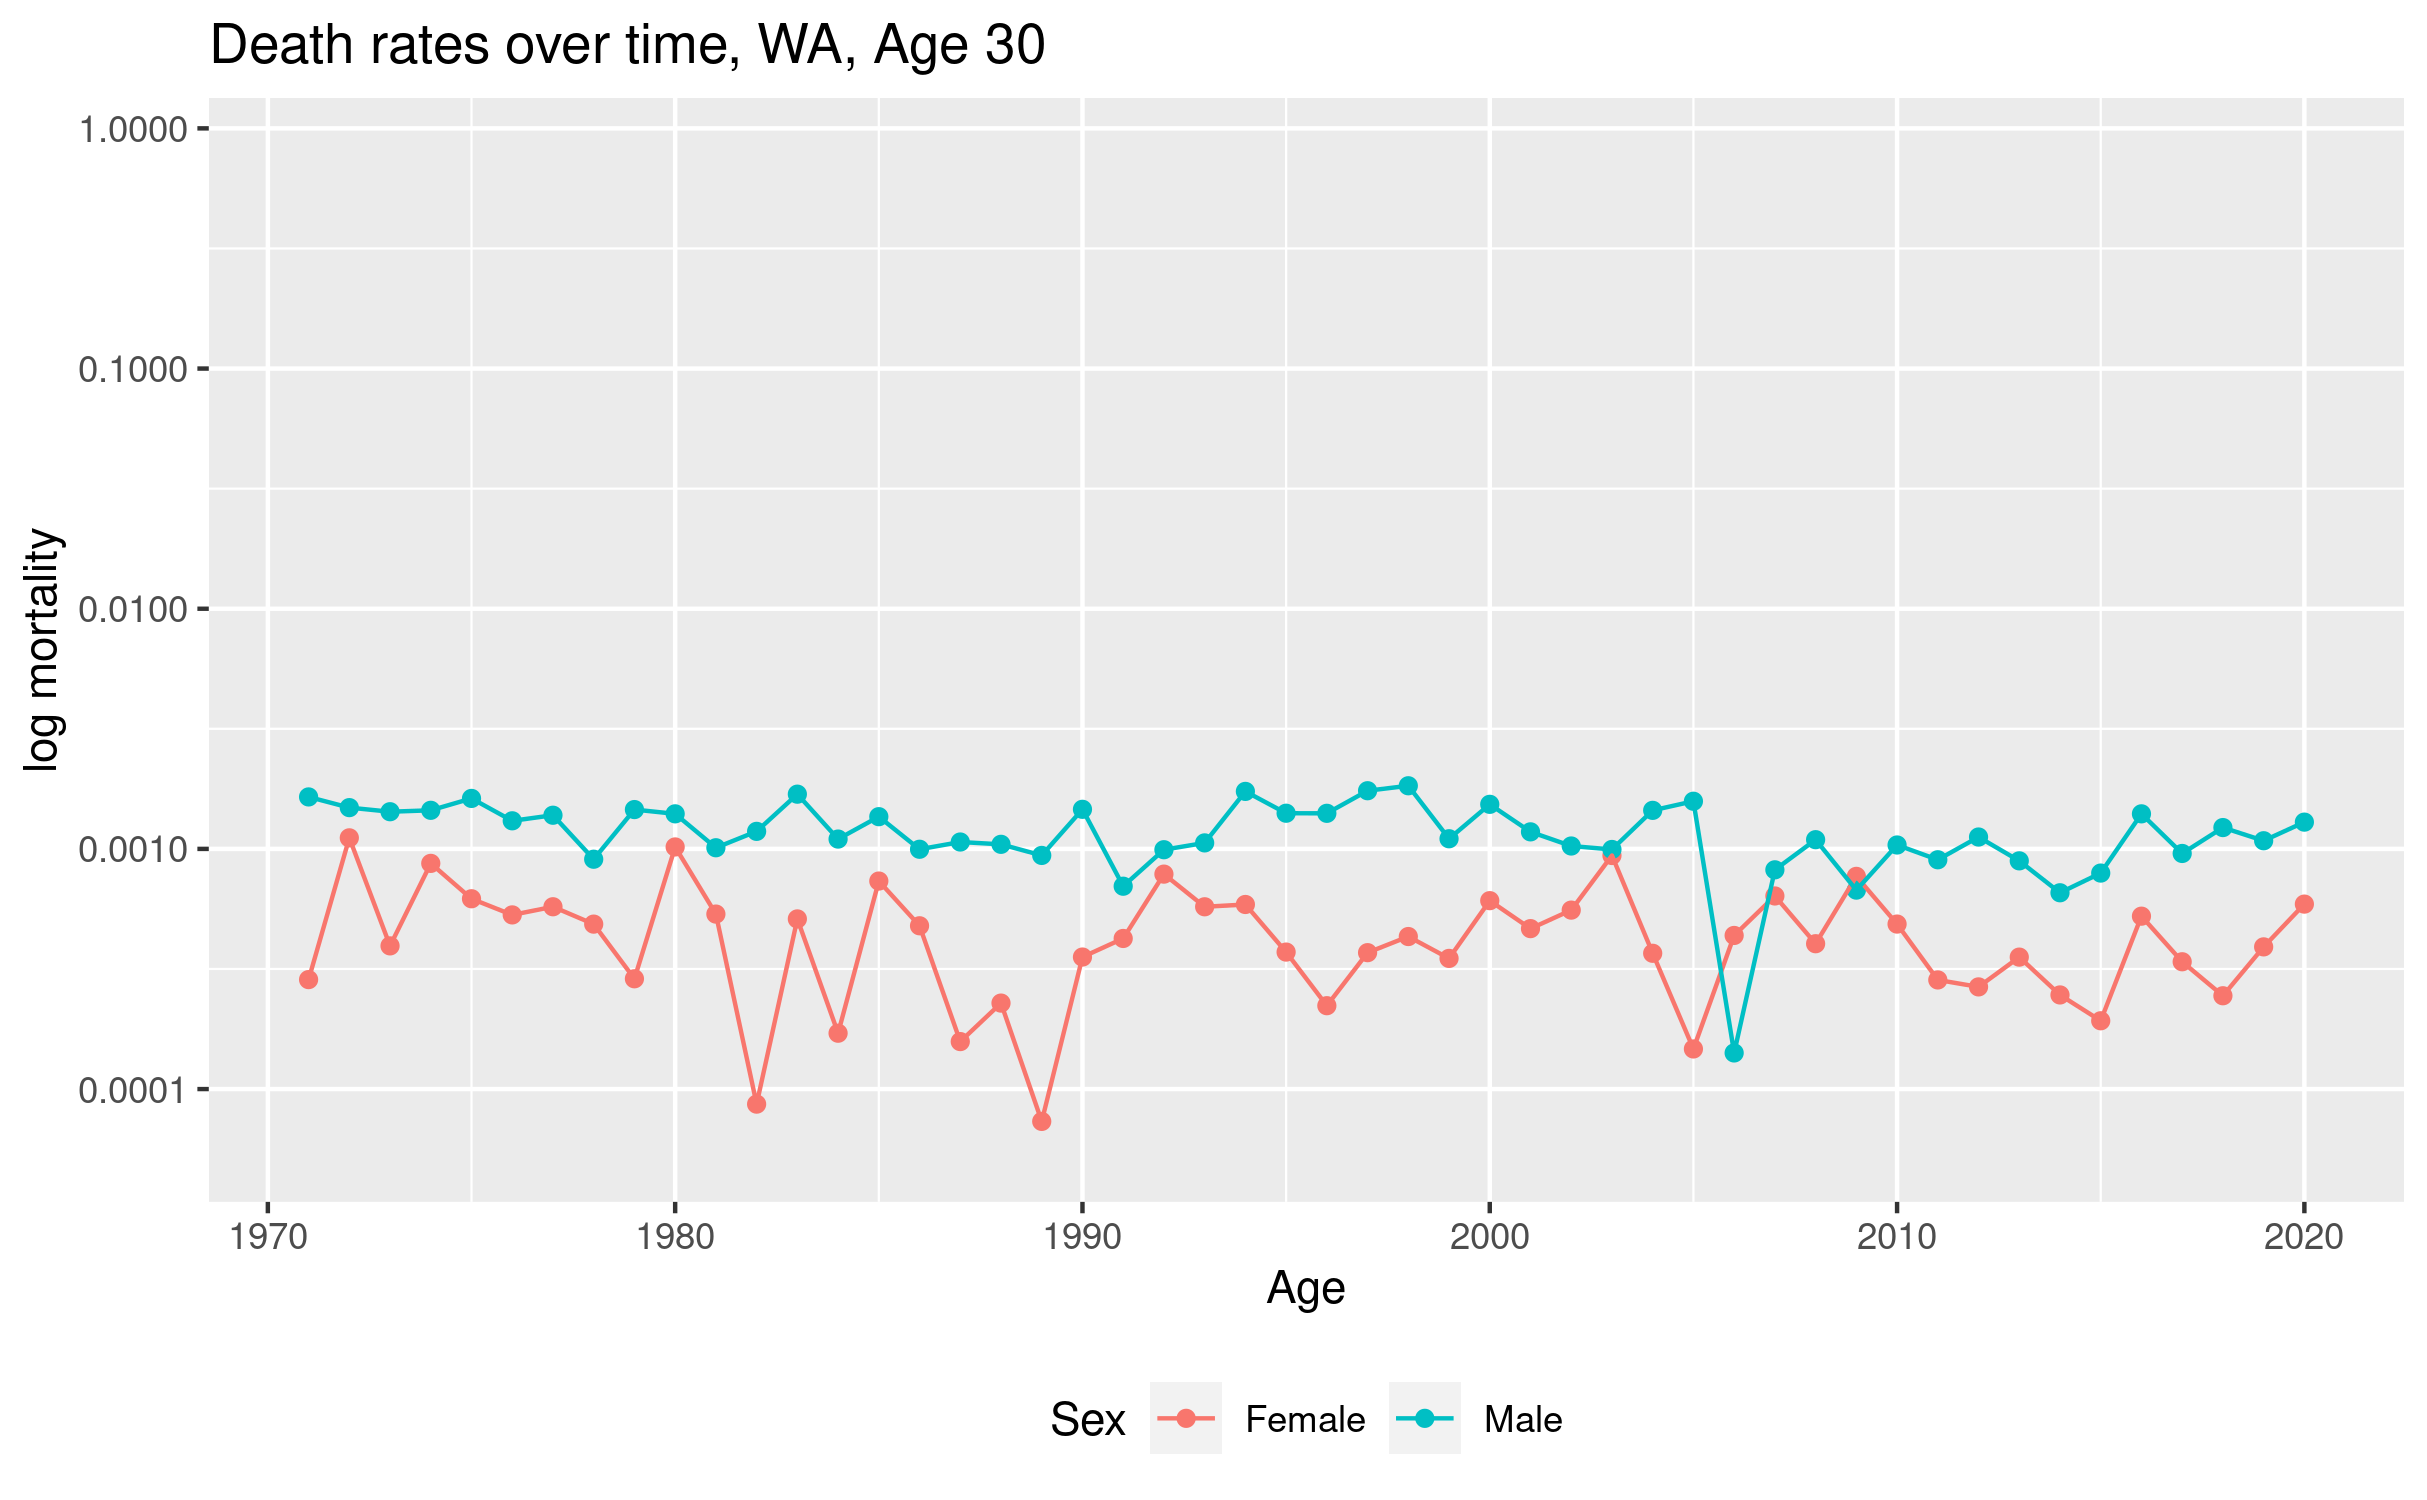 Death rates over time, WA, Age 30
1.0000
0.1000
0.0100
0.0010
0.0001
log mortality
1970 1980 1990 2000 2010 2020
Age
Sex Female Male